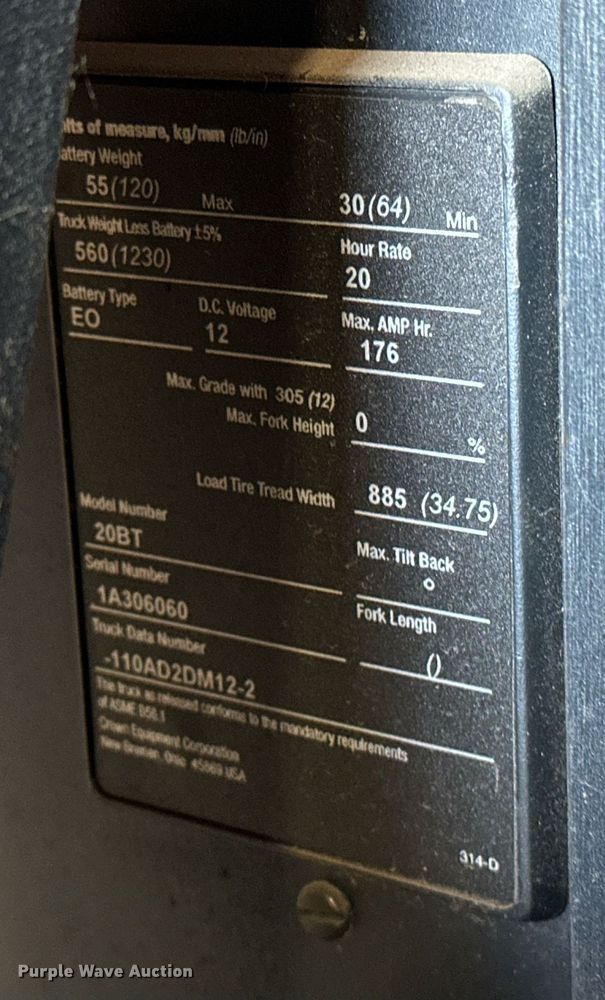 its of measure, kg/mm (lb/in)
attery Weight
55(120) Max 30(64) Min
Truck Weight Less Battery ±5% Hour Rate
560(1230) 20
Battery Type D.C. Voltage Max. AMP Hr.
EO 12 176
Max. Grade with 305 (12)
Max. Fork Height 0 %
Load Tire Tread Width 885 (34.75)
Model Number Max. Tilt Back
20BT °
Serial Number Fork Length
1A306060 ()
Truck Data Number
-110AD2DM12-2
The truck as released conforms to the mandatory requirements
of ASME B56.1
Crown Equipment Corporation
New Bremen, Ohio 45869 USA
314-D
Purple Wave Auction